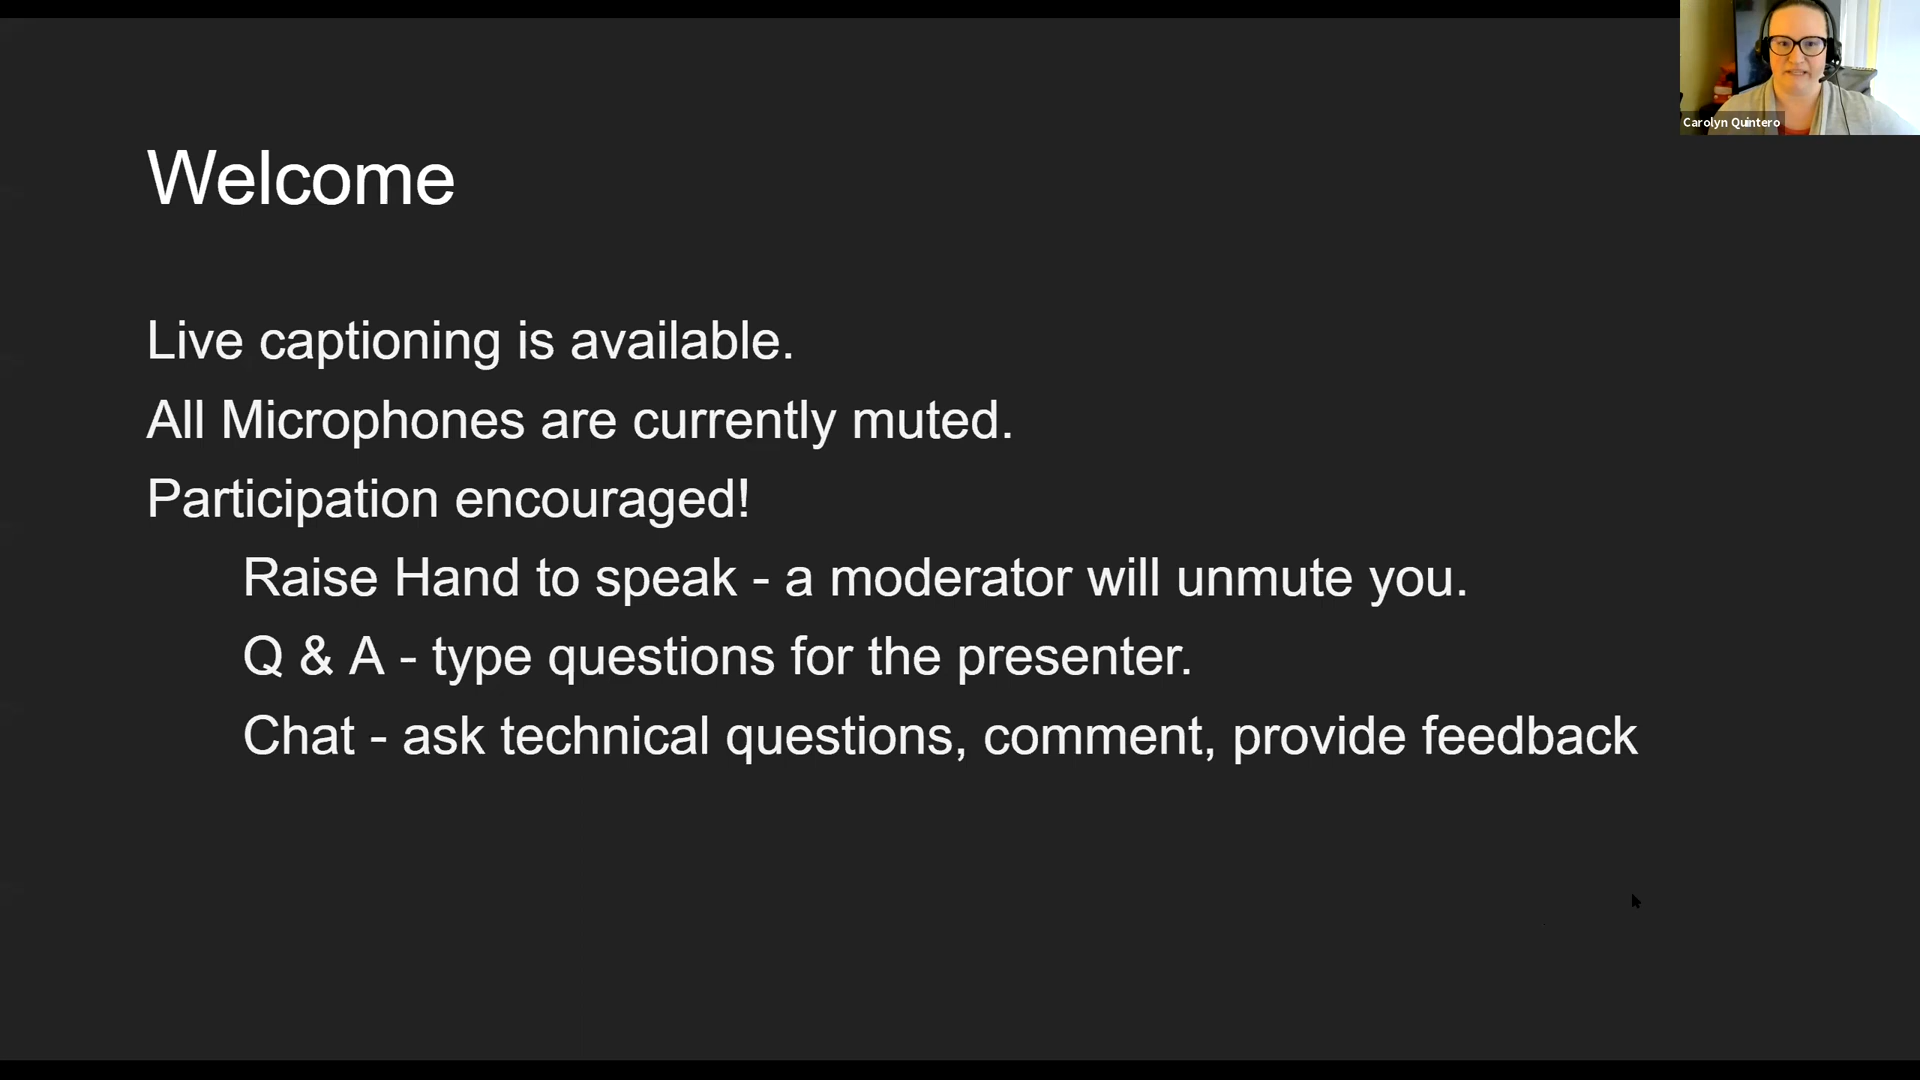 Carolyn Quintero
Welcome
Live captioning is available.
All Microphones are currently muted.
Participation encouraged!
Raise Hand to speak - a moderator will unmute you.
Q & A - type questions for the presenter.
Chat - ask technical questions, comment, provide feedback